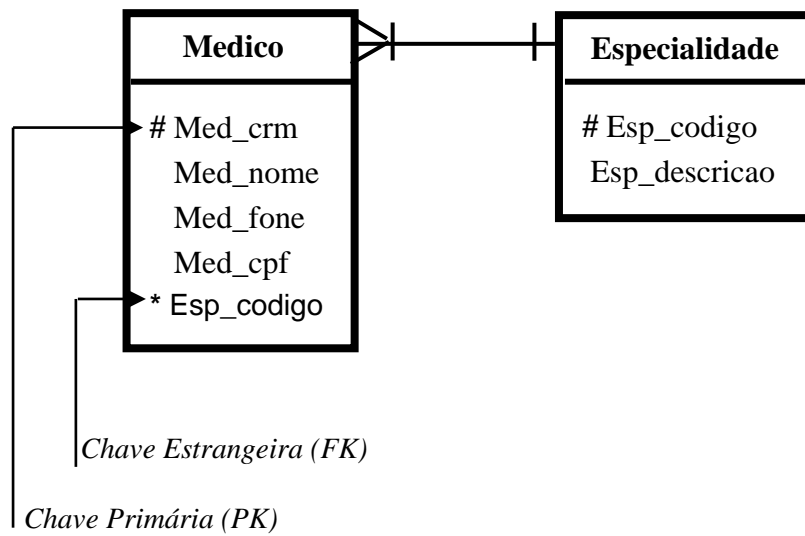 Medico
# Med_crm
Med_nome
Med_fone
Med_cpf
* Esp_codigo
Especialidade
# Esp_codigo
Esp_descricao
Chave Estrangeira (FK)
Chave Primária (PK)